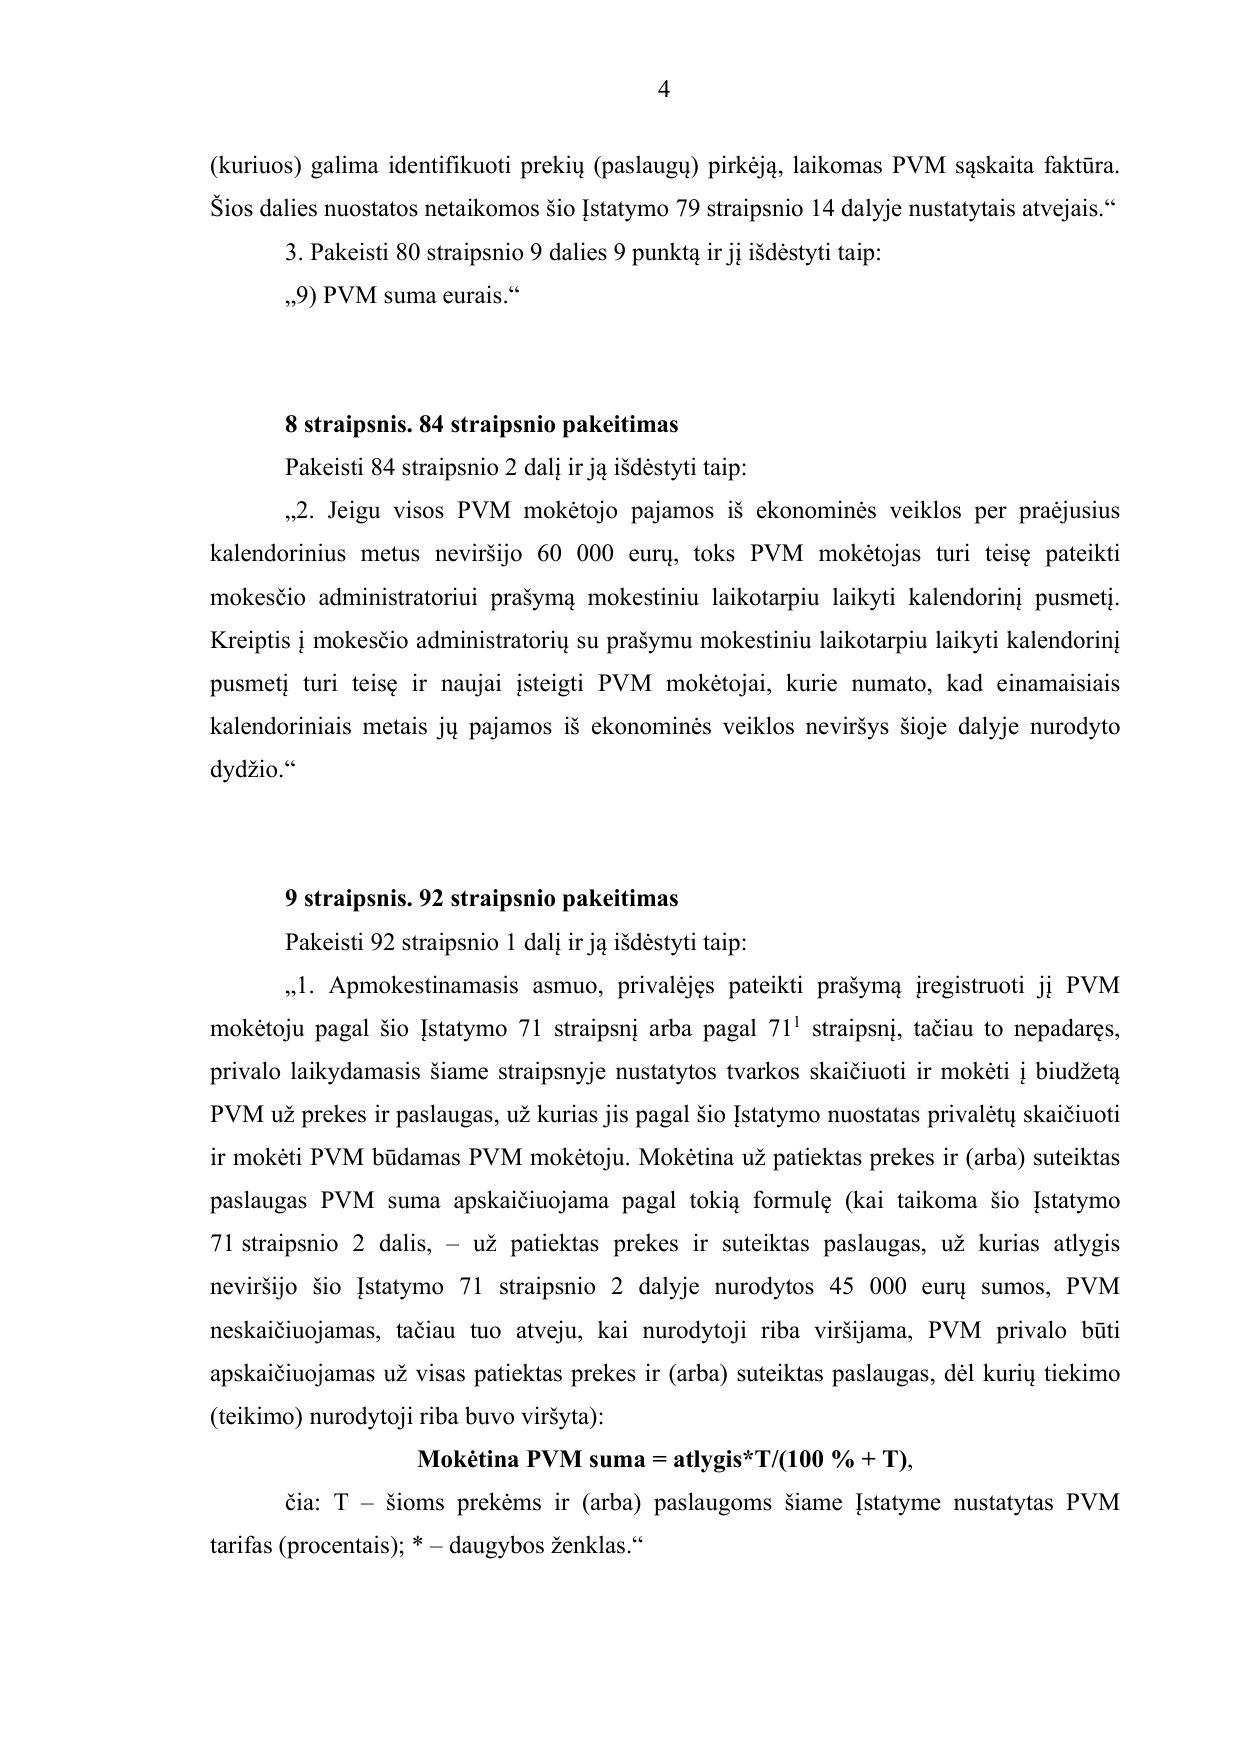 4
(kuriuos) galima identifikuoti prekių (paslaugų) pirkėją, laikomas PVM sąskaita faktūra.
Šios dalies nuostatos netaikomos šio Įstatymo 79 straipsnio 14 dalyje nustatytais atvejais.“
3. Pakeisti 80 straipsnio 9 dalies 9 punktą ir jį išdėstyti taip:
„9) PVM suma eurais.“
8 straipsnis. 84 straipsnio pakeitimas
Pakeisti 84 straipsnio 2 dalį ir ją išdėstyti taip:
„2. Jeigu visos PVM mokėtojo pajamos iš ekonominės veiklos per praėjusius
kalendorinius metus neviršijo 60 000 eurų, toks PVM mokėtojas turi teisę pateikti
mokesčio administratoriui prašymą mokestiniu laikotarpiu laikyti kalendorinį pusmetį.
Kreiptis į mokesčio administratorių su prašymu mokestiniu laikotarpiu laikyti kalendorinį
pusmetį turi teisę ir naujai įsteigti PVM mokėtojai, kurie numato, kad einamaisiais
kalendoriniais metais jų pajamos iš ekonominės veiklos neviršys šioje dalyje nurodyto
dydžio.“
9 straipsnis. 92 straipsnio pakeitimas
Pakeisti 92 straipsnio 1 dalį ir ją išdėstyti taip:
„1. Apmokestinamasis asmuo, privalėjęs pateikti prašymą įregistruoti jį PVM
mokėtoju pagal šio Įstatymo 71 straipsnį arba pagal 71¹ straipsnį, tačiau to nepadaręs,
privalo laikydamasis šiame straipsnyje nustatytos tvarkos skaičiuoti ir mokėti į biudžetą
PVM už prekes ir paslaugas, už kurias jis pagal šio Įstatymo nuostatas privalėtų skaičiuoti
ir mokėti PVM būdamas PVM mokėtoju. Mokėtina už patiektas prekes ir (arba) suteiktas
paslaugas PVM suma apskaičiuojama pagal tokią formulę (kai taikoma šio Įstatymo
71 straipsnio 2 dalis, – už patiektas prekes ir suteiktas paslaugas, už kurias atlygis
neviršijo šio Įstatymo 71 straipsnio 2 dalyje nurodytos 45 000 eurų sumos, PVM
neskaičiuojamas, tačiau tuo atveju, kai nurodytoji riba viršijama, PVM privalo būti
apskaičiuojamas už visas patiektas prekes ir (arba) suteiktas paslaugas, dėl kurių tiekimo
(teikimo) nurodytoji riba buvo viršyta):
Mokėtina PVM suma = atlygis*T/(100 % + T),
čia: T – šioms prekėms ir (arba) paslaugoms šiame Įstatyme nustatytas PVM
tarifas (procentais); * – daugybos ženklas.“